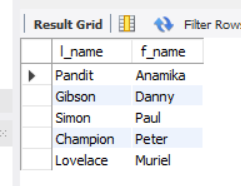 Result Grid Filter Rows
l_name f_name
Pandit Anamika
Gibson Danny
Simon Paul
Champion Peter
Lovelace Muriel